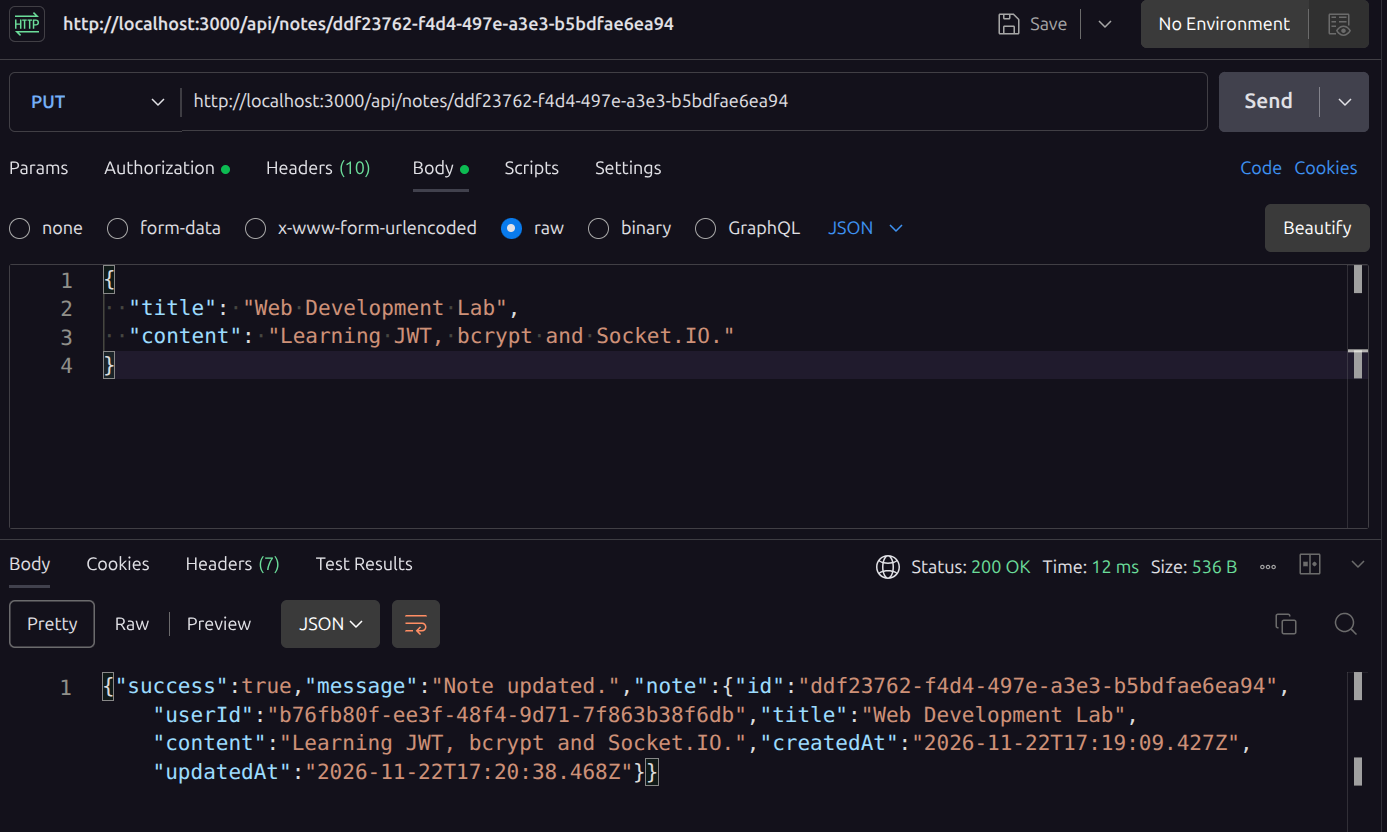 HTTP http://localhost:3000/api/notes/ddf23762-f4d4-497e-a3e3-b5bdfae6ea94 Save No Environment
PUT http://localhost:3000/api/notes/ddf23762-f4d4-497e-a3e3-b5bdfae6ea94 Send
Params Authorization Headers (10) Body Scripts Settings Code Cookies
none form-data x-www-form-urlencoded raw binary GraphQL JSON Beautify
1 {
2 "title": "Web Development Lab",
3 "content": "Learning JWT, bcrypt and Socket.IO."
4 }
Body Cookies Headers (7) Test Results Status: 200 OK Time: 12 ms Size: 536 B
Pretty Raw Preview JSON
1 {"success":true,"message":"Note updated.","note":{"id":"ddf23762-f4d4-497e-a3e3-b5bdfae6ea94",
"userId":"b76fb80f-ee3f-48f4-9d71-7f863b38f6db","title":"Web Development Lab",
"content":"Learning JWT, bcrypt and Socket.IO.","createdAt":"2026-11-22T17:19:09.427Z",
"updatedAt":"2026-11-22T17:20:38.468Z"}}